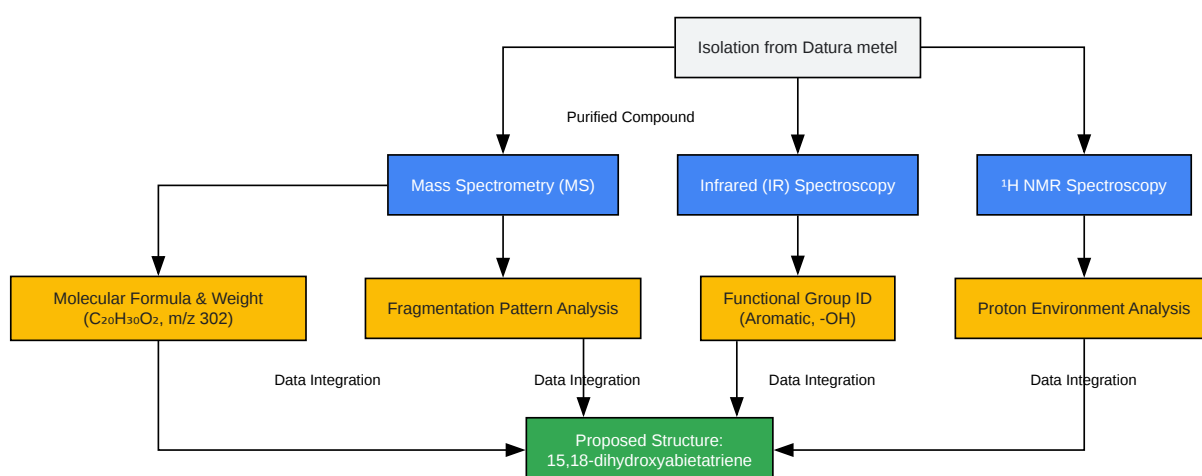 Isolation from Datura metel
Purified Compound
Mass Spectrometry (MS)
Infrared (IR) Spectroscopy
¹H NMR Spectroscopy
Molecular Formula & Weight
(C₂₀H₃₀O₂, m/z 302)
Fragmentation Pattern Analysis
Functional Group ID
(Aromatic, -OH)
Proton Environment Analysis
Data Integration
Data Integration
Data Integration
Data Integration
Proposed Structure:
15,18-dihydroxyabietatriene